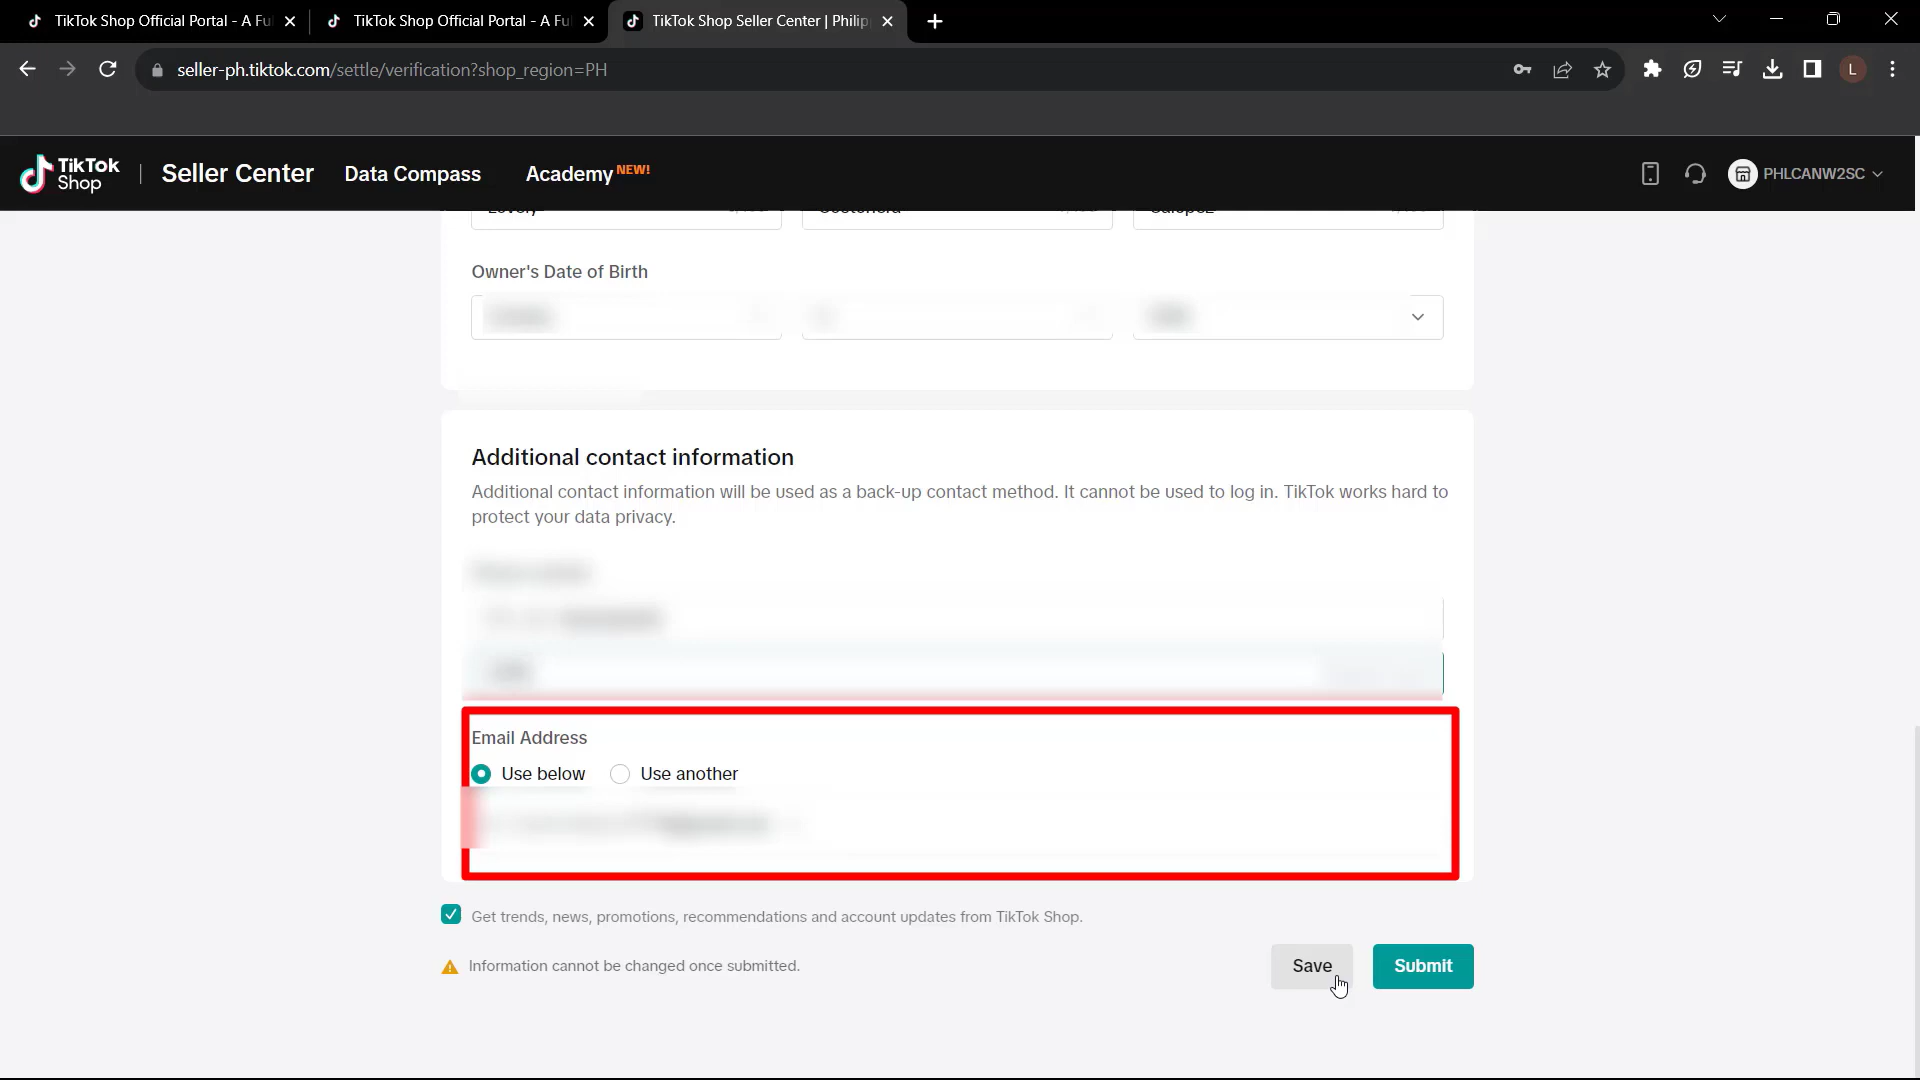 TikTok Shop Official Portal - A Fu
TikTok Shop Official Portal - A Fu
TikTok Shop Seller Center | Philip
seller-ph.tiktok.com/settle/verification?shop_region=PH
L
TikTok Shop
Seller Center
Data Compass
Academy NEW!
PHLCANW2SC
Owner's Date of Birth
Additional contact information
Additional contact information will be used as a back-up contact method. It cannot be used to log in. TikTok works hard to
protect your data privacy.
Email Address
Use below
Use another
Get trends, news, promotions, recommendations and account updates from TikTok Shop.
Information cannot be changed once submitted.
Save
Submit